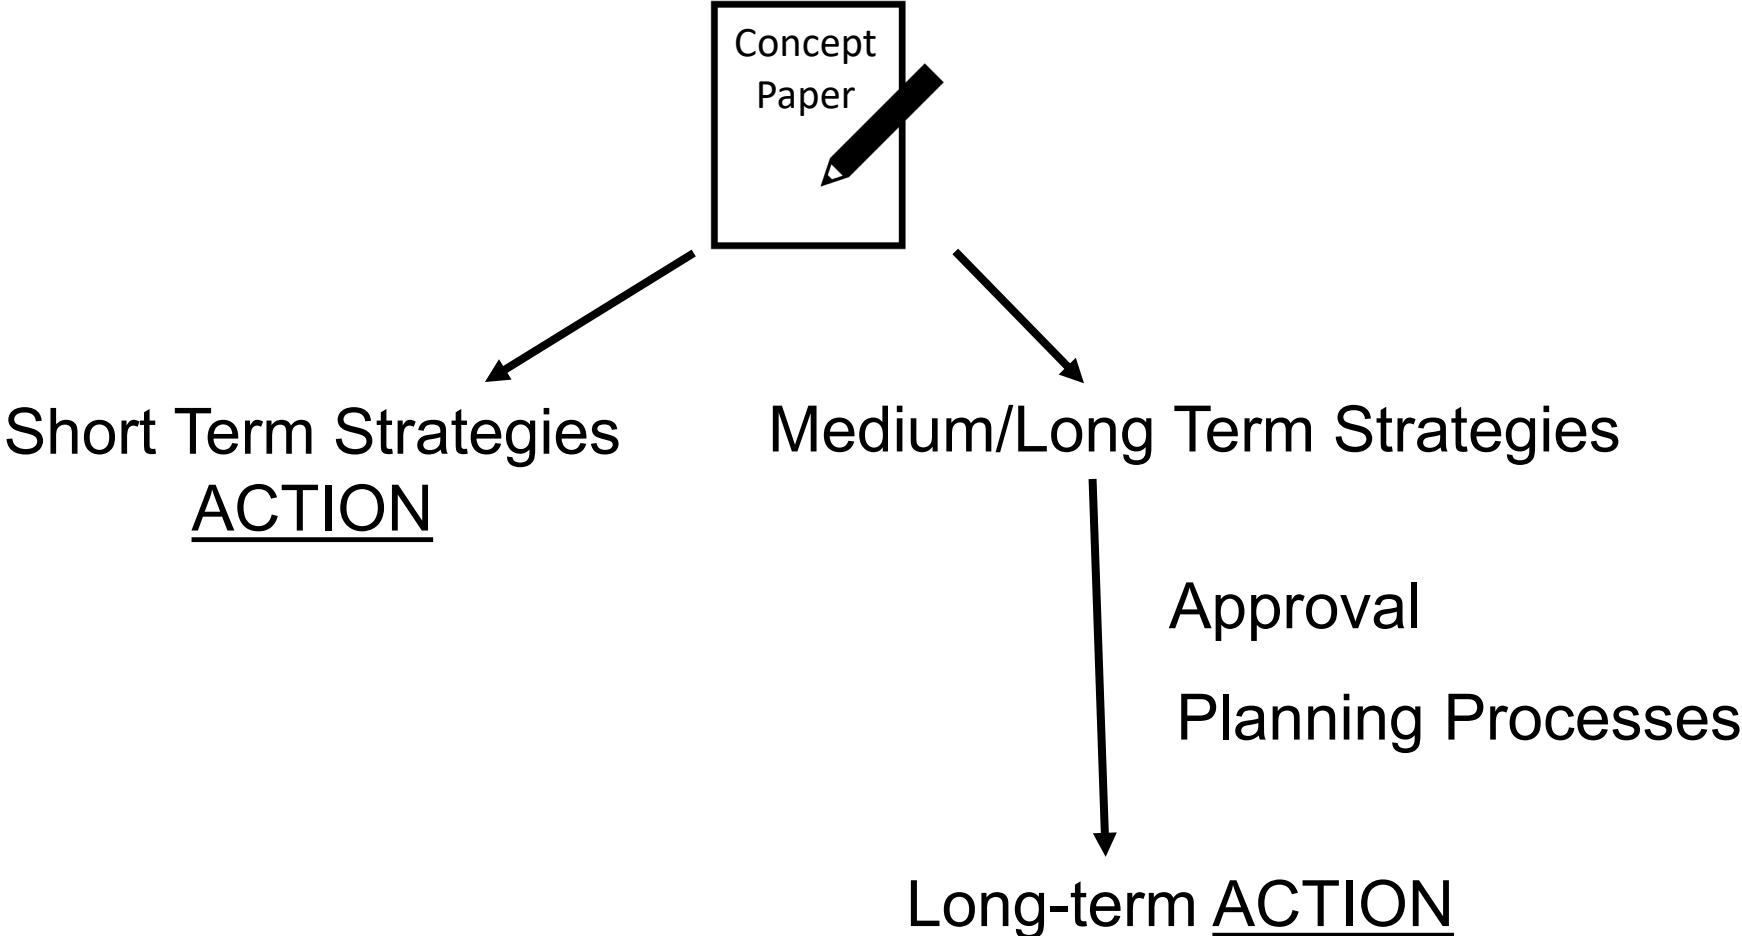 Concept
Paper
Short Term Strategies
ACTION
Medium/Long Term Strategies
Approval
Planning Processes
Long-term ACTION